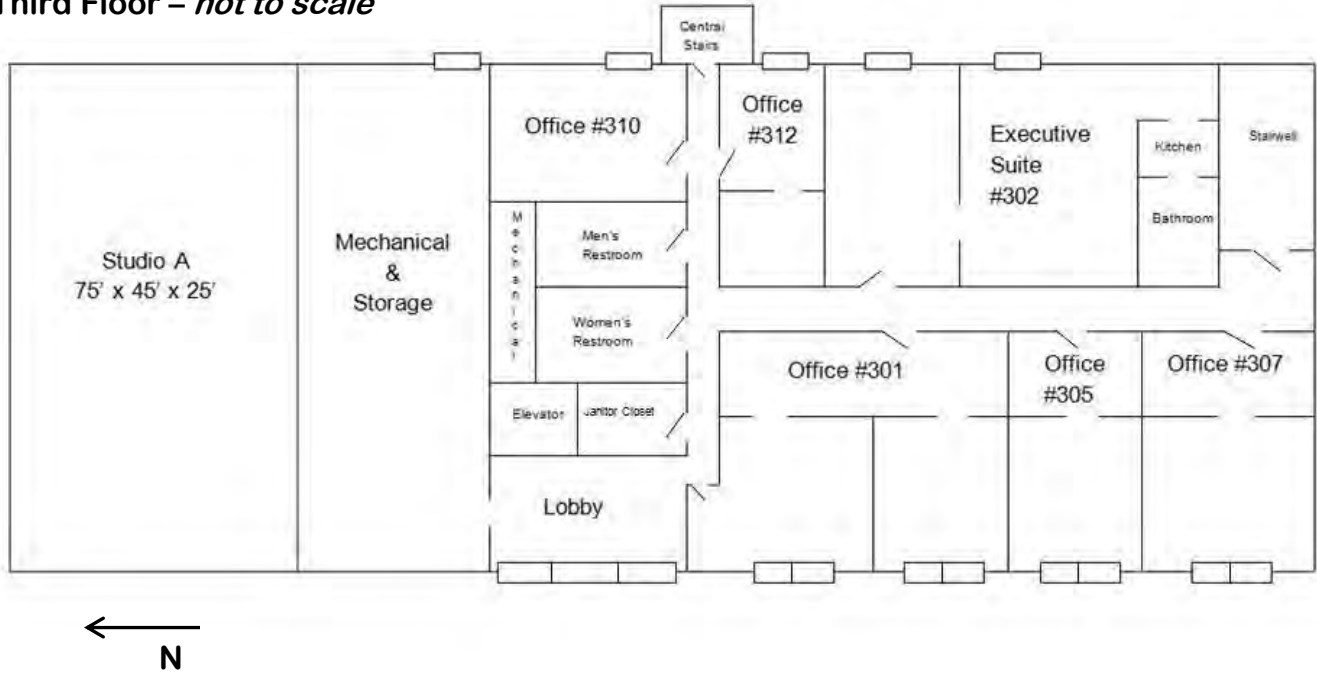 Third Floor – not to scale
Central
Stairs
Office #310
Office
#312
Executive
Suite
#302
Kitchen
Stairwell
Bathroom
Studio A
75' x 45' x 25'
Mechanical
&
Storage
Mechanical
Men's
Restroom
Women's
Restroom
Elevator
Janitor Closet
Lobby
Office #301
Office
#305
Office #307
N